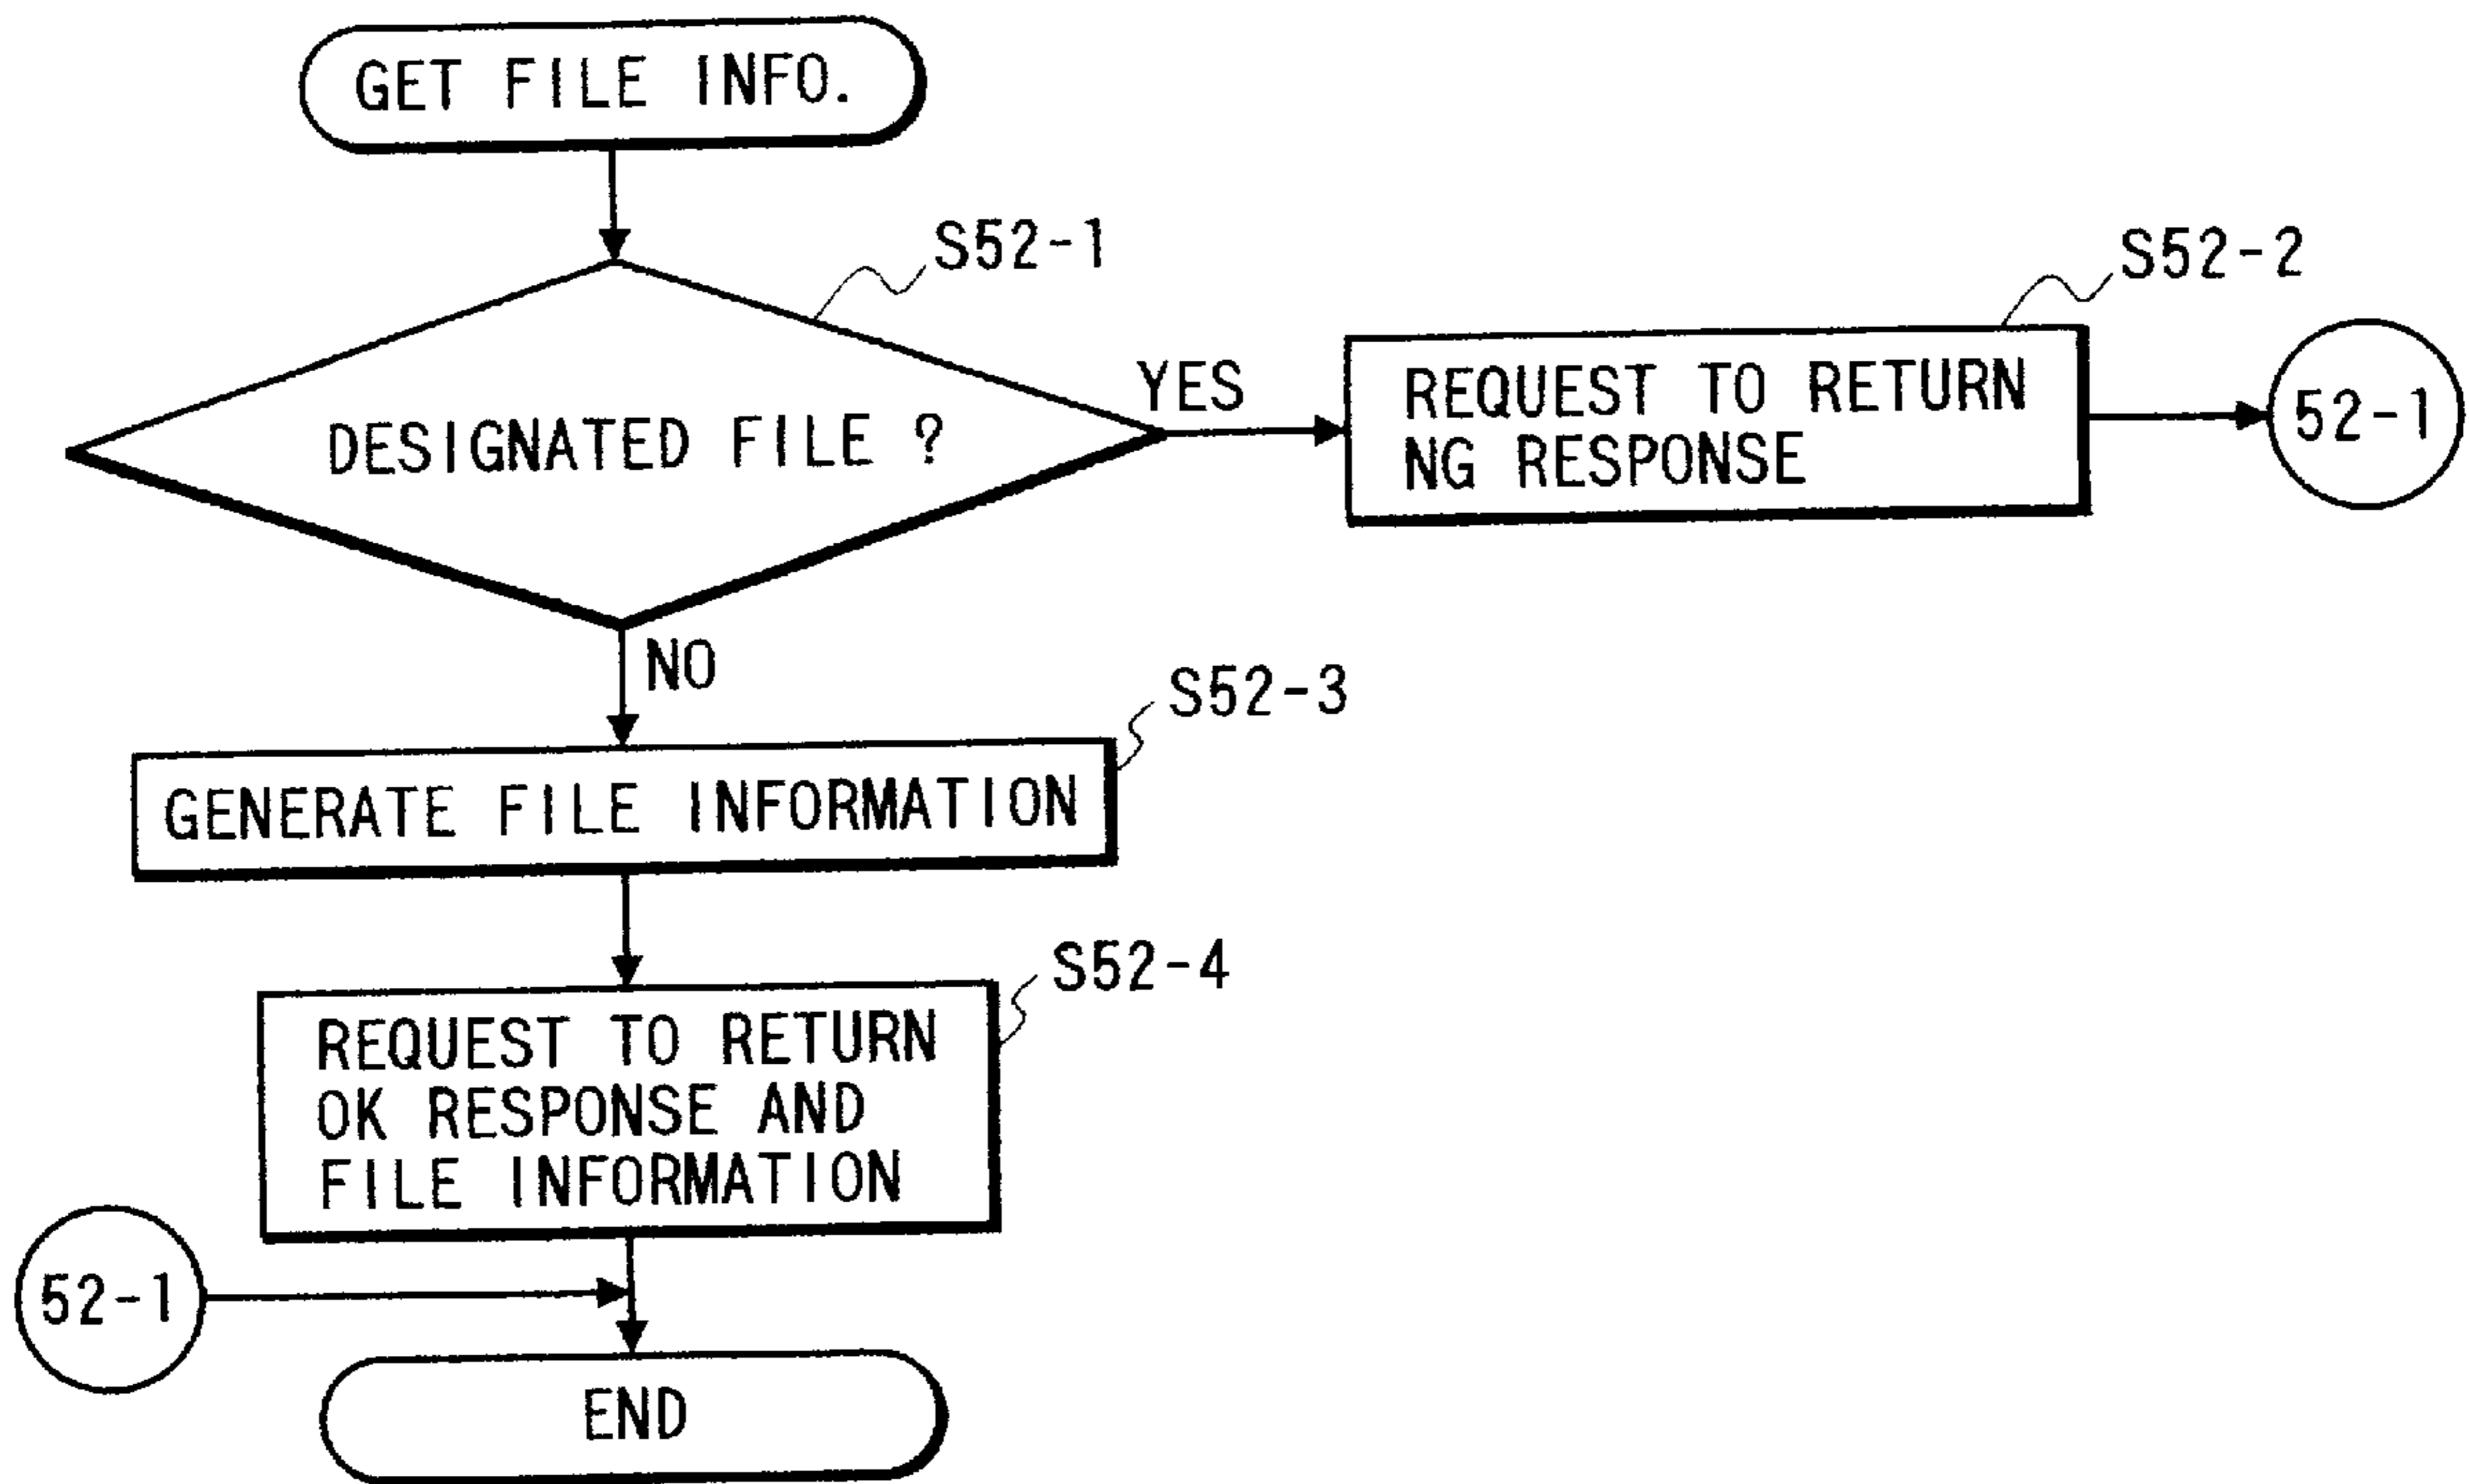 GET FILE INFO.
S52-1
S52-2
DESIGNATED FILE ?
YES
REQUEST TO RETURN
NG RESPONSE
52-1
NO
S52-3
GENERATE FILE INFORMATION
S52-4
REQUEST TO RETURN
OK RESPONSE AND
FILE INFORMATION
52-1
END